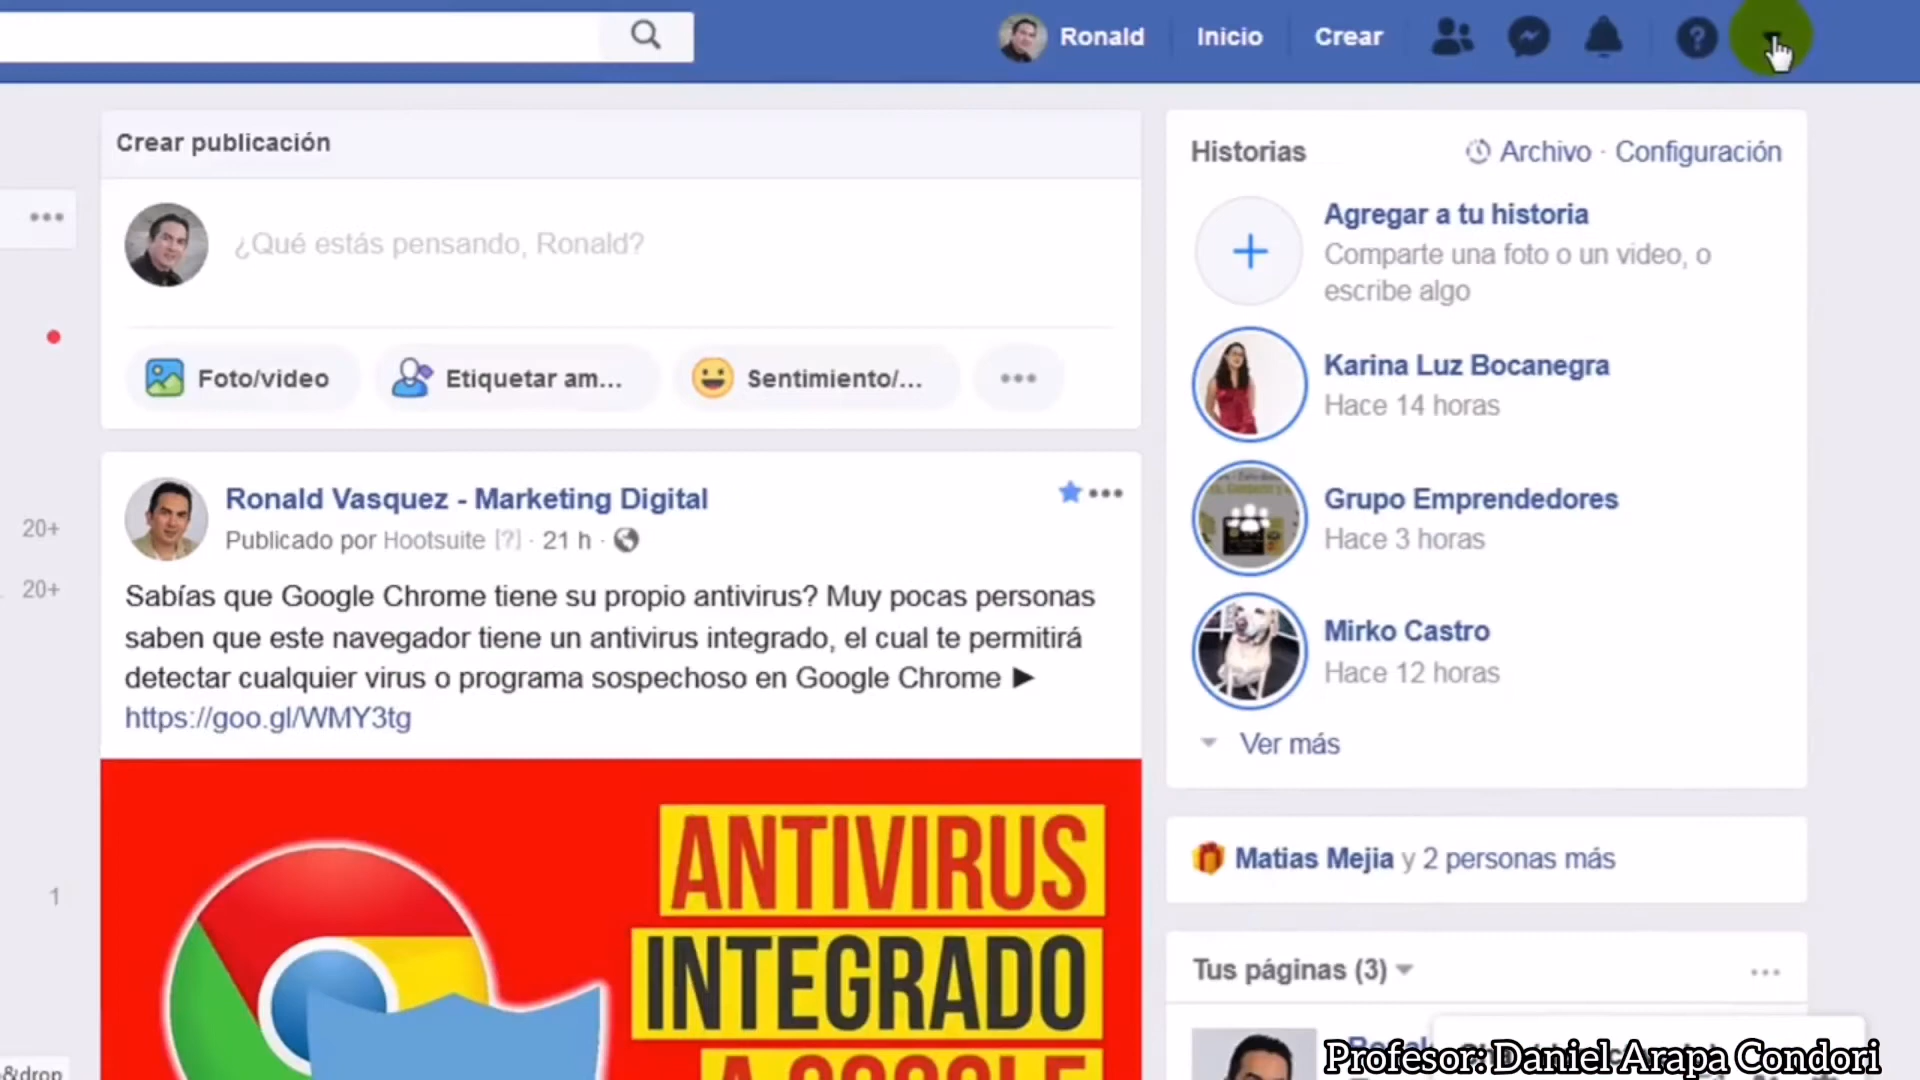 Ronald
Inicio
Crear
Crear publicación
¿Qué estás pensando, Ronald?
Foto/video
Etiquetar am...
Sentimiento/...
Ronald Vasquez - Marketing Digital
Publicado por Hootsuite [?] · 21 h ·
Sabías que Google Chrome tiene su propio antivirus? Muy pocas personas
saben que este navegador tiene un antivirus integrado, el cual te permitirá
detectar cualquier virus o programa sospechoso en Google Chrome ►
https://goo.gl/WMY3tg
ANTIVIRUS
INTEGRADO
A GOOGLE
20+
20+
1
&drop
Historias
Archivo · Configuración
Agregar a tu historia
Comparte una foto o un video, o
escribe algo
Karina Luz Bocanegra
Hace 14 horas
Grupo Emprendedores
Hace 3 horas
Mirko Castro
Hace 12 horas
Ver más
Matias Mejia y 2 personas más
Tus páginas (3)
Profesor: Daniel Arapa Condori